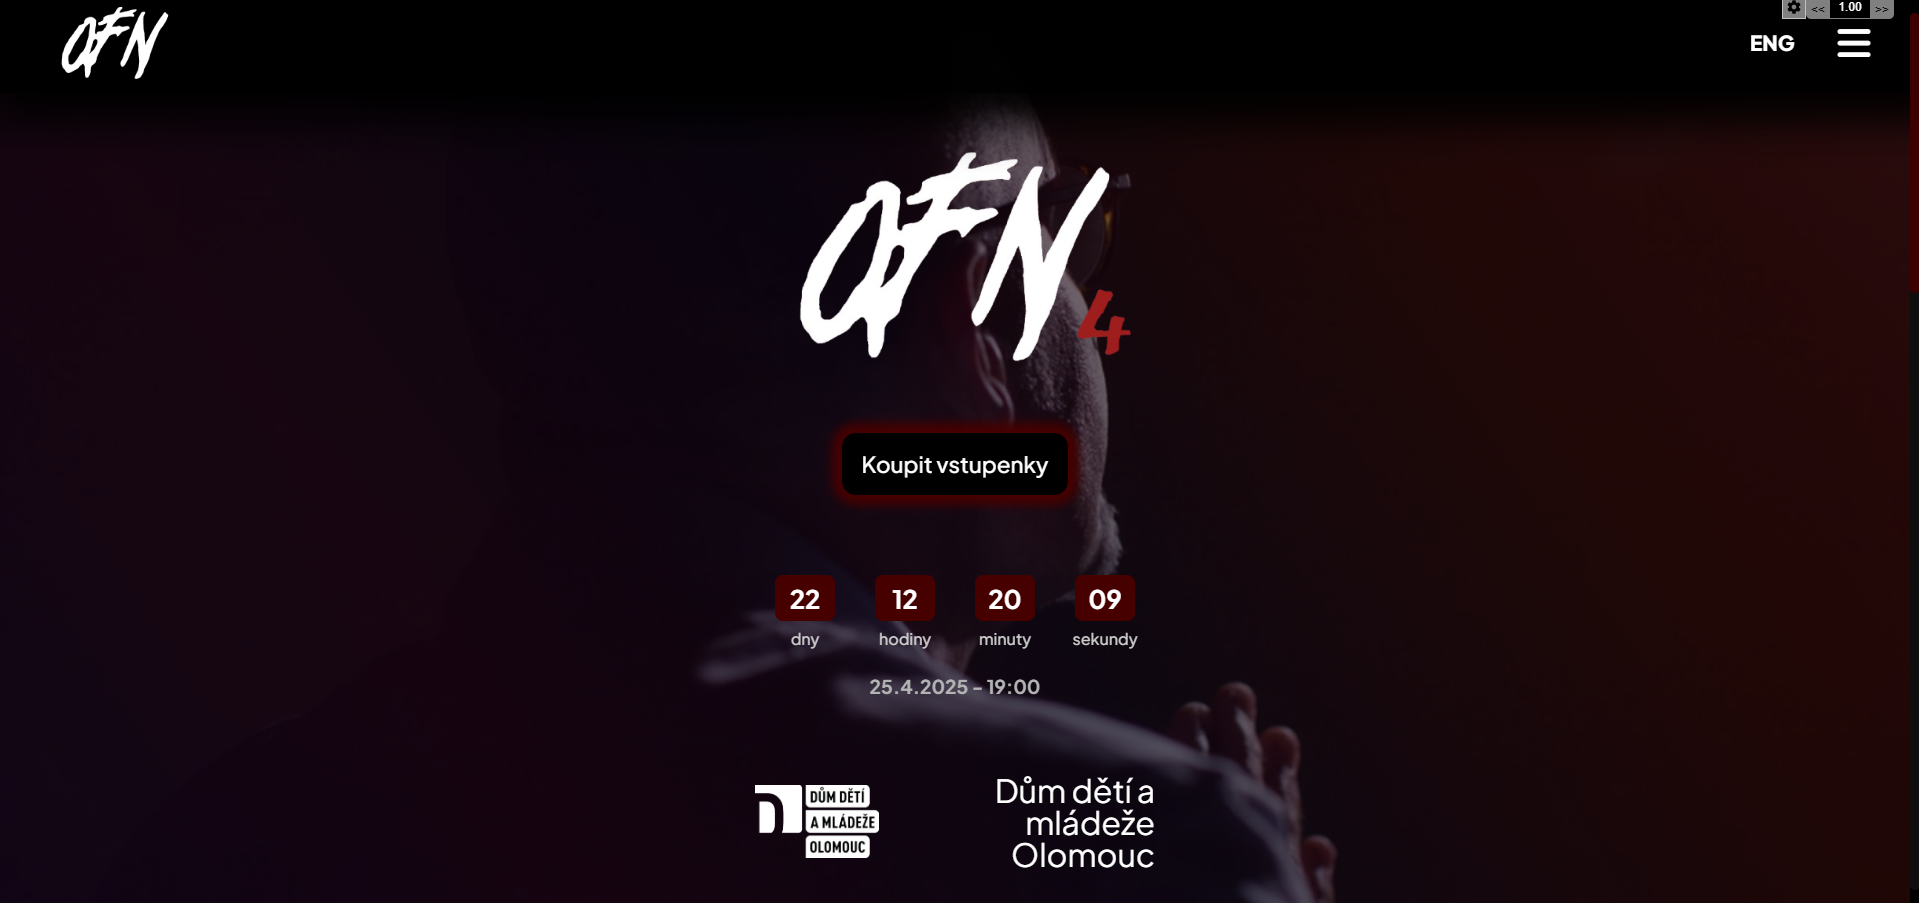 << 1.00 >>
OFN
ENG
OFN
4
Koupit vstupenky
22 12 20 09
dny hodiny minuty sekundy
25.4.2025 - 19:00
DŮM DĚTÍ
A MLÁDEŽE
OLOMOUC
Dům dětí a
mládeže
Olomouc